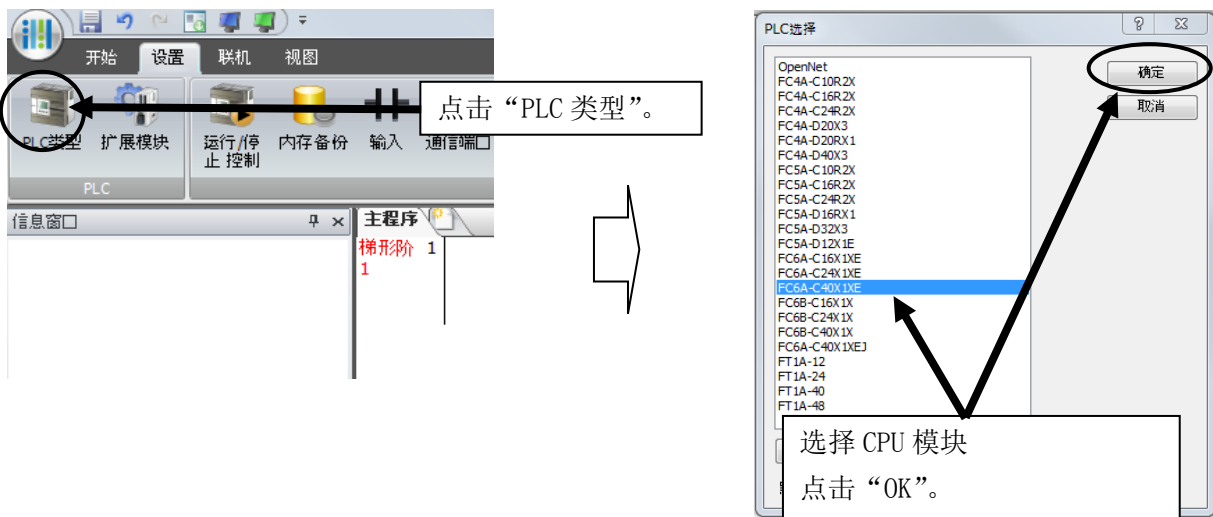 开始 设置 联机 视图
点击“PLC 类型”。
PLC类型 扩展模块 运行/停止 控制 内存备份 输入 通信端口
PLC
信息窗口
主程序
梯形阶 1
1
PLC选择
确定
取消
OpenNet
FC4A-C10R2X
FC4A-C16R2X
FC4A-C24R2X
FC4A-D20X3
FC4A-D20RX1
FC4A-D40X3
FC5A-C10R2X
FC5A-C16R2X
FC5A-C24R2X
FC5A-D16RX1
FC5A-D32X3
FC5A-D12X1E
FC6A-C16X1XE
FC6A-C24X1XE
FC6A-C40X1XE
FC6B-C16X1X
FC6B-C24X1X
FC6B-C40X1X
FC6A-C40X1XEJ
FT1A-12
FT1A-24
FT1A-40
FT1A-48
选择 CPU 模块
点击“OK”。